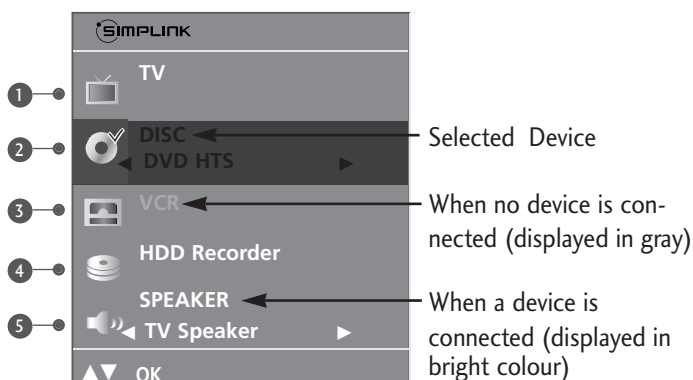 SIMPLINK
1
TV
2
DISC
DVD HTS
Selected Device
3
VCR
When no device is con-
nected (displayed in gray)
4
HDD Recorder
5
SPEAKER
TV Speaker
When a device is
connected (displayed in
bright colour)
OK